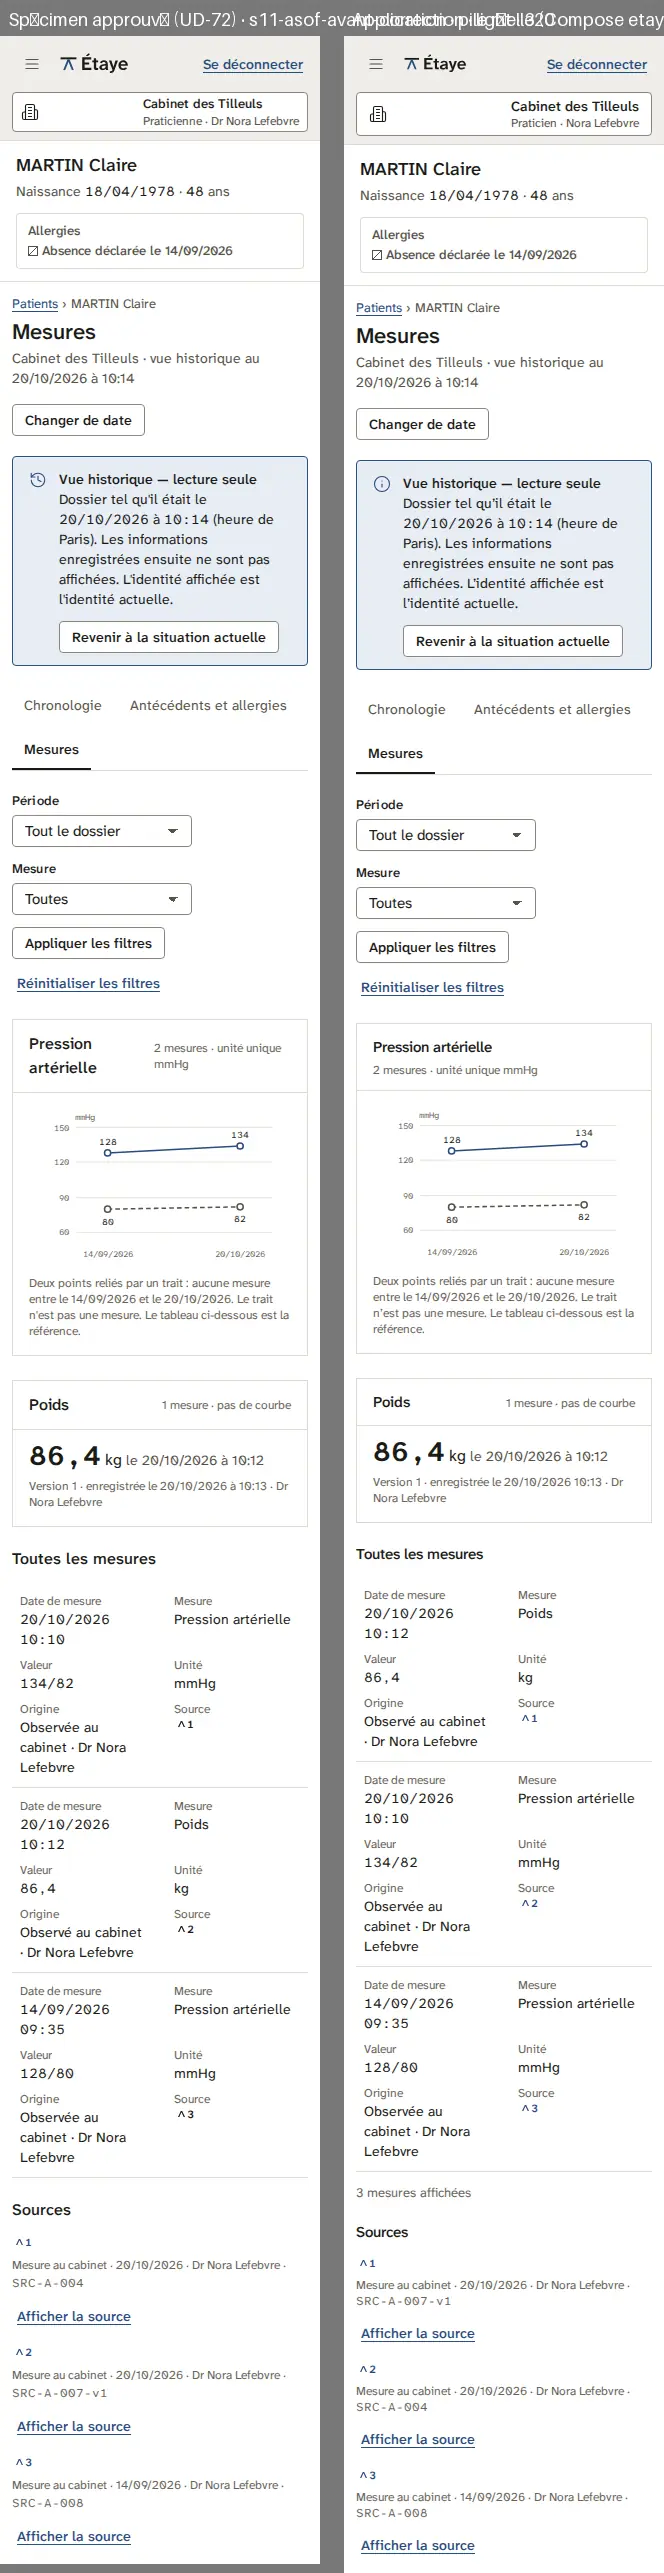 Spécimen approuvé (UD-72) · s11-asof-avant-correction-p
Étaye
Se déconnecter
Cabinet des Tilleuls
Praticienne · Dr Nora Lefebvre
MARTIN Claire
Naissance 18/04/1978 · 48 ans
Allergies
Absence déclarée le 14/09/2026
Patients › MARTIN Claire
Mesures
Cabinet des Tilleuls · vue historique au
20/10/2026 à 10:14
Changer de date
Vue historique — lecture seule
Dossier tel qu'il était le
20/10/2026 à 10:14 (heure de
Paris). Les informations
enregistrées ensuite ne sont pas
affichées. L'identité affichée est
l'identité actuelle.
Revenir à la situation actuelle
Chronologie
Antécédents et allergies
Mesures
Période
Tout le dossier
Mesure
Toutes
Appliquer les filtres
Réinitialiser les filtres
Pression
artérielle
2 mesures · unité unique
mmHg
mmHg
150
128
134
120
90
80
82
60
14/09/2026
20/10/2026
Deux points reliés par un trait : aucune mesure
entre le 14/09/2026 et le 20/10/2026. Le trait
n'est pas une mesure. Le tableau ci-dessous est la
référence.
Poids
1 mesure · pas de courbe
86,4 kg le 20/10/2026 à 10:12
Version 1 · enregistrée le 20/10/2026 à 10:13 · Dr
Nora Lefebvre
Toutes les mesures
Date de mesure
20/10/2026
10:10
Mesure
Pression artérielle
Valeur
134/82
Unité
mmHg
Origine
Observée au
cabinet · Dr Nora
Lefebvre
Source
^1
Date de mesure
20/10/2026
10:12
Mesure
Poids
Valeur
86,4
Unité
kg
Origine
Observé au cabinet
· Dr Nora Lefebvre
Source
^2
Date de mesure
14/09/2026
09:35
Mesure
Pression artérielle
Valeur
128/80
Unité
mmHg
Origine
Observée au
cabinet · Dr Nora
Lefebvre
Source
^3
Sources
^1
Mesure au cabinet · 20/10/2026 · Dr Nora Lefebvre ·
SRC-A-004
Afficher la source
^2
Mesure au cabinet · 20/10/2026 · Dr Nora Lefebvre ·
SRC-A-007-v1
Afficher la source
^3
Mesure au cabinet · 14/09/2026 · Dr Nora Lefebvre ·
SRC-A-008
Afficher la source
Étaye
Se déconnecter
Cabinet des Tilleuls
Praticien · Nora Lefebvre
MARTIN Claire
Naissance 18/04/1978 · 48 ans
Allergies
Absence déclarée le 14/09/2026
Patients › MARTIN Claire
Mesures
Cabinet des Tilleuls · vue historique au
20/10/2026 à 10:14
Changer de date
Vue historique — lecture seule
Dossier tel qu’il était le
20/10/2026 à 10:14 (heure de
Paris). Les informations
enregistrées ensuite ne sont pas
affichées. L’identité affichée est
l’identité actuelle.
Revenir à la situation actuelle
Chronologie
Antécédents et allergies
Mesures
Période
Tout le dossier
Mesure
Toutes
Appliquer les filtres
Réinitialiser les filtres
Pression artérielle
2 mesures · unité unique mmHg
mmHg
150
128
134
120
90
80
82
60
14/09/2026
20/10/2026
Deux points reliés par un trait : aucune mesure
entre le 14/09/2026 et le 20/10/2026. Le trait
n’est pas une mesure. Le tableau ci-dessous est la
référence.
Poids
1 mesure · pas de courbe
86,4 kg le 20/10/2026 à 10:12
Version 1 · enregistrée le 20/10/2026 10:13 · Dr
Nora Lefebvre
Toutes les mesures
Date de mesure
20/10/2026
10:12
Mesure
Poids
Valeur
86,4
Unité
kg
Origine
Observé au cabinet
· Dr Nora Lefebvre
Source
^1
Date de mesure
20/10/2026
10:10
Mesure
Pression artérielle
Valeur
134/82
Unité
mmHg
Origine
Observée au
cabinet · Dr Nora
Lefebvre
Source
^2
Date de mesure
14/09/2026
09:35
Mesure
Pression artérielle
Valeur
128/80
Unité
mmHg
Origine
Observée au
cabinet · Dr Nora
Lefebvre
Source
^3
3 mesures affichées
Sources
^1
Mesure au cabinet · 20/10/2026 · Dr Nora Lefebvre ·
SRC-A-007-v1
Afficher la source
^2
Mesure au cabinet · 20/10/2026 · Dr Nora Lefebvre ·
SRC-A-004
Afficher la source
^3
Mesure au cabinet · 14/09/2026 · Dr Nora Lefebvre ·
SRC-A-008
Afficher la source